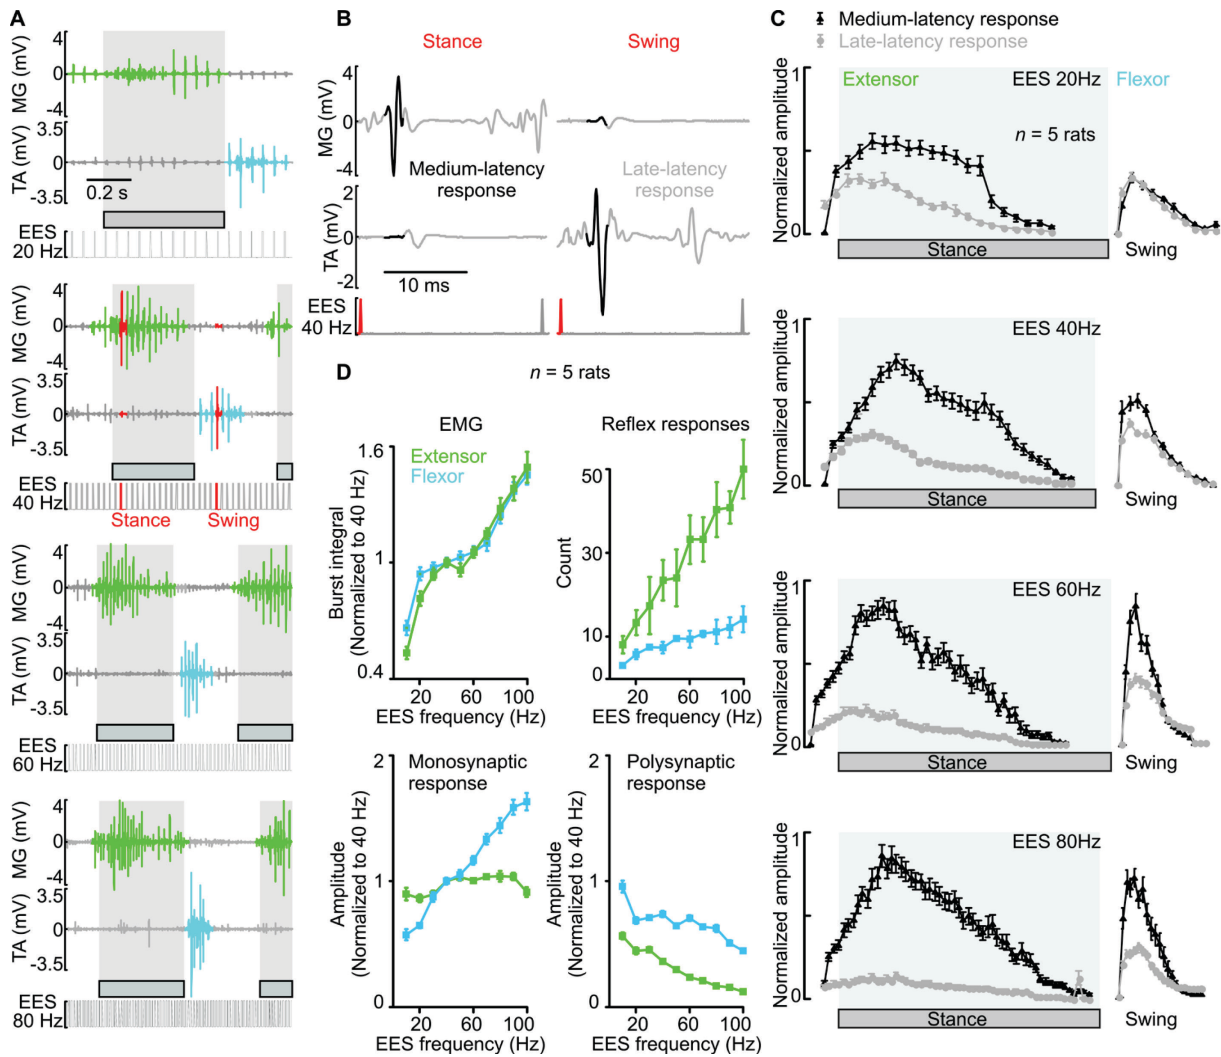 A
MG (mV)
4
0
-4
TA (mV)
3.5
0
-3.5
0.2 s
EES
20 Hz
MG (mV)
4
0
-4
TA (mV)
3.5
0
-3.5
EES
40 Hz
Stance
Swing
MG (mV)
4
0
-4
TA (mV)
3.5
0
-3.5
EES
60 Hz
MG (mV)
4
0
-4
TA (mV)
3.5
0
-3.5
EES
80 Hz
B
Stance
Swing
MG (mV)
4
0
-4
Medium-latency
response
Late-latency
response
TA (mV)
2
0
-2
10 ms
EES
40 Hz
C
Medium-latency response
Late-latency response
Normalized amplitude
1
0
Extensor
EES 20Hz
Flexor
n = 5 rats
Stance
Swing
Normalized amplitude
1
0
EES 40Hz
Stance
Swing
Normalized amplitude
1
0
EES 60Hz
Stance
Swing
Normalized amplitude
1
0
EES 80Hz
Stance
Swing
D
n = 5 rats
EMG
Extensor
Flexor
Burst integral
(Normalized to 40 Hz)
1.6
1
0.4
20
60
100
EES frequency (Hz)
Reflex responses
Count
50
30
10
0
20
60
100
EES frequency (Hz)
Monosynaptic
response
Amplitude
(Normalized to 40 Hz)
2
1
0
20
60
100
EES frequency (Hz)
Polysynaptic
response
Amplitude
(Normalized to 40 Hz)
2
1
0
20
60
100
EES frequency (Hz)